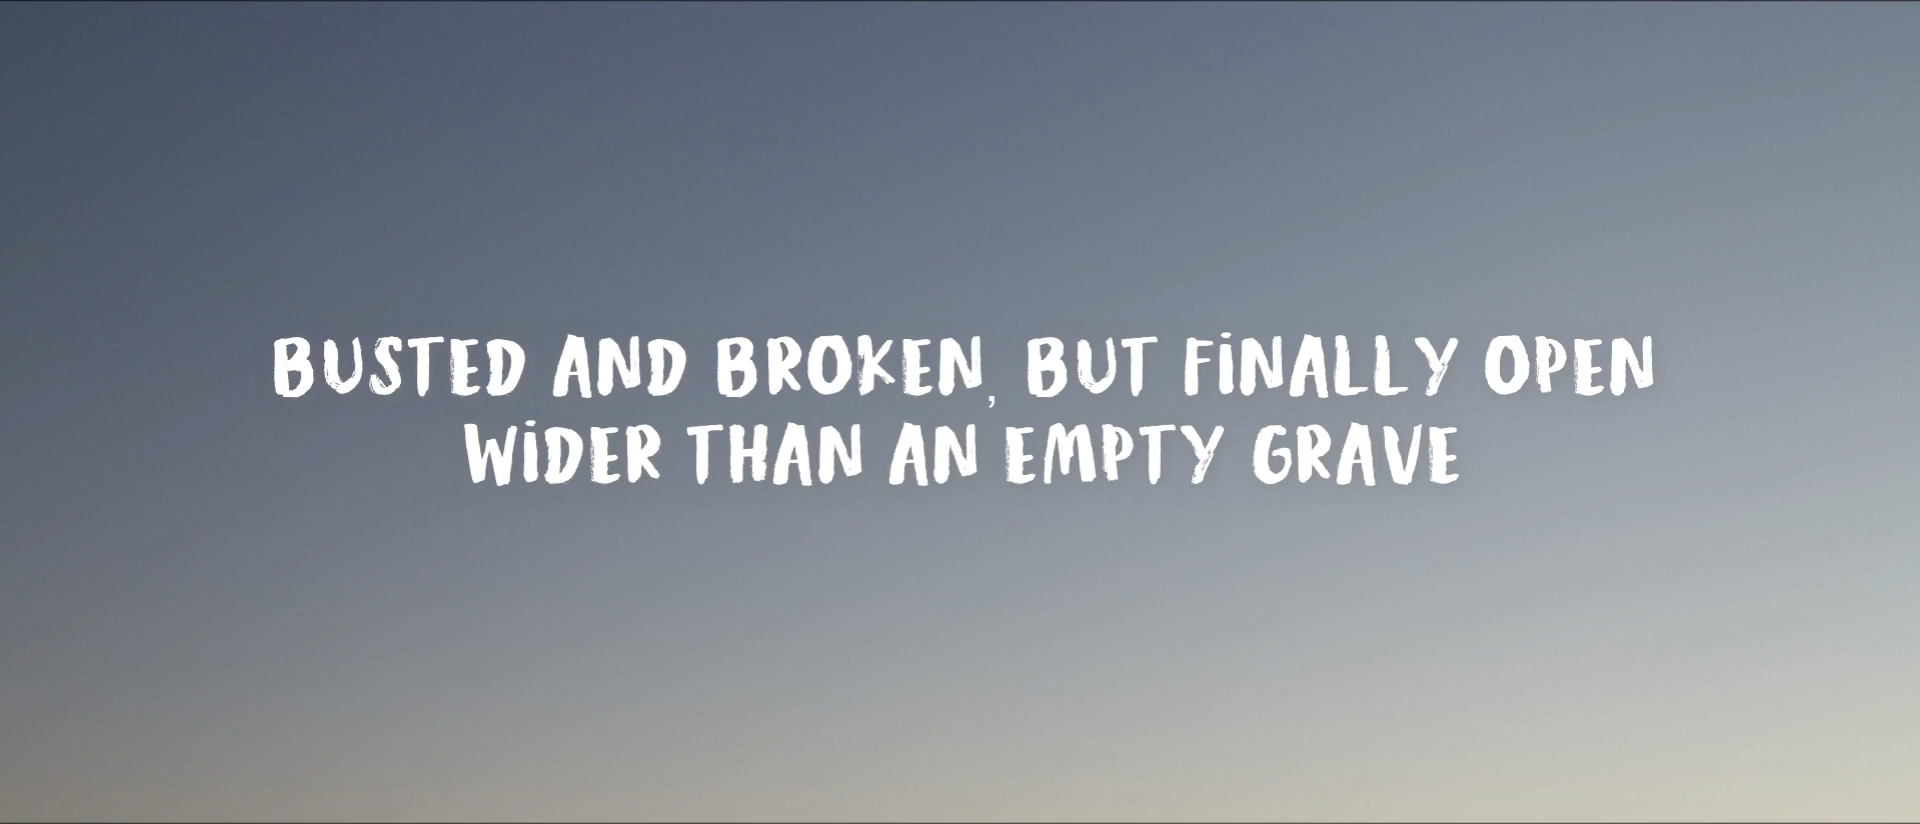 BUSTED AND BROKEN, BUT FINALLY OPEN
WIDER THAN AN EMPTY GRAVE